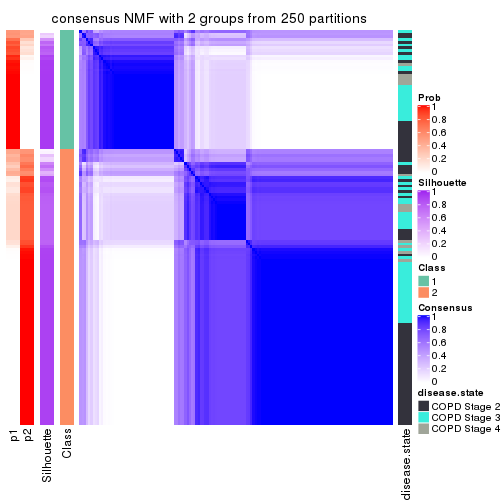 consensus NMF with 2 groups from 250 partitions
Prob
1
0.8
0.6
0.4
0.2
0
Silhouette
1
0.8
0.6
0.4
0.2
0
Class
1
2
Consensus
1
0.8
0.6
0.4
0.2
0
disease.state
COPD Stage 2
COPD Stage 3
COPD Stage 4
p1
p2
Silhouette
Class
disease.state